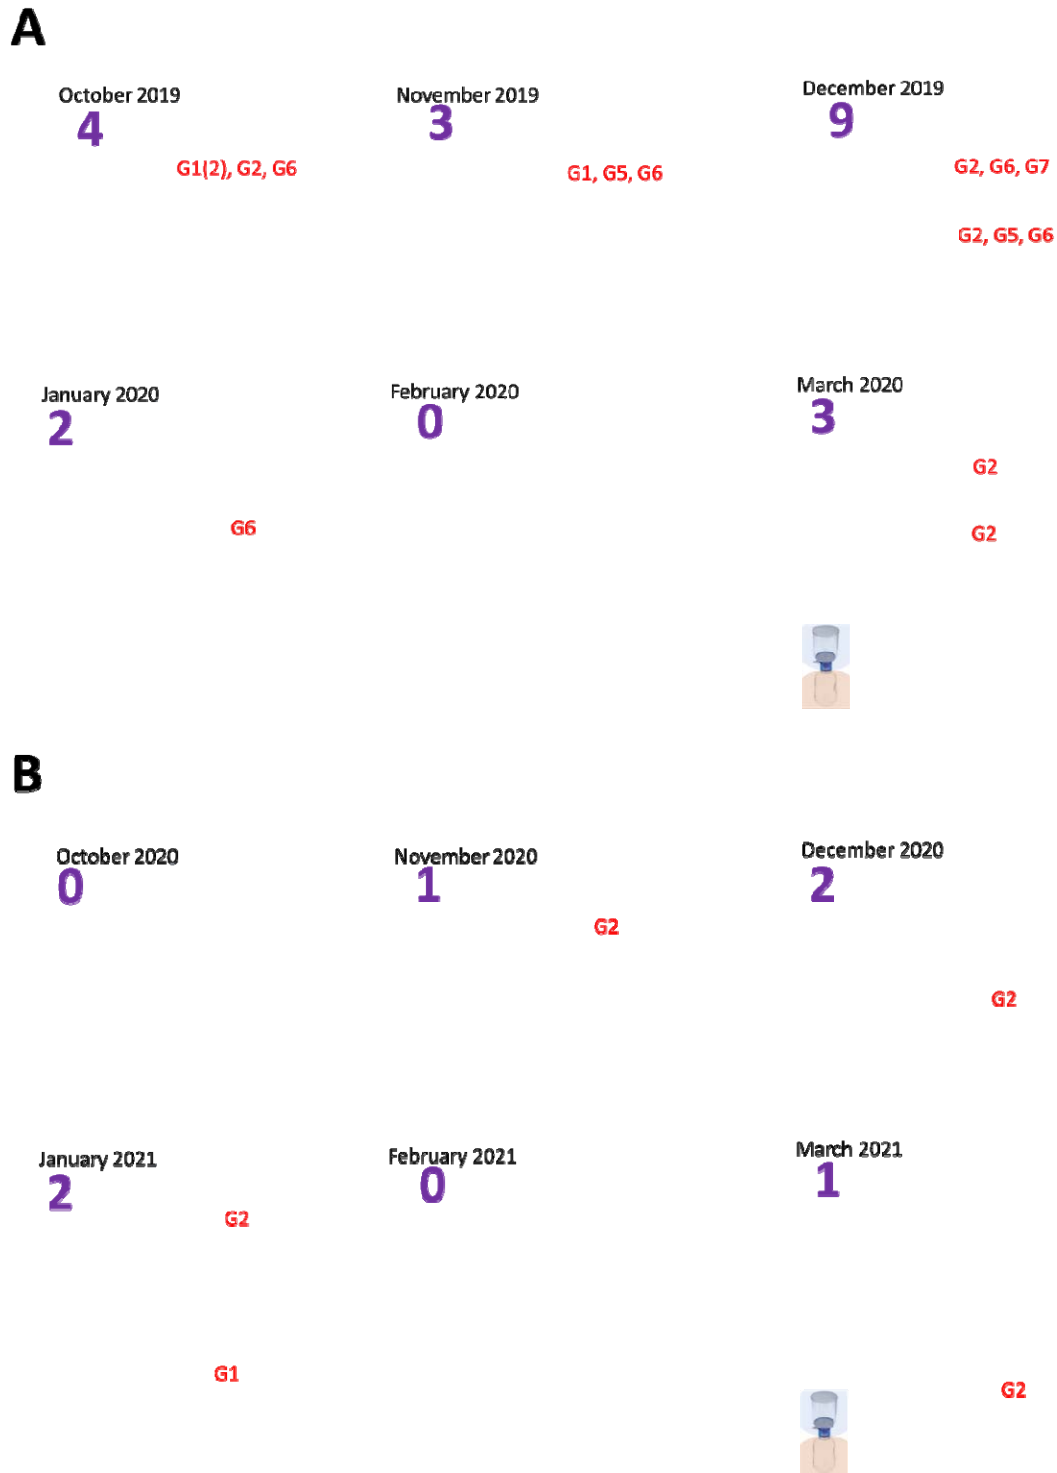 A
October 2019
4
G1(2), G2, G6
November 2019
3
G1, G5, G6
December 2019
9
G2, G6, G7
G2, G5, G6
January 2020
2
G6
February 2020
0
March 2020
3
G2
G2
B
October 2020
0
November 2020
1
G2
December 2020
2
G2
January 2021
2
G2
G1
February 2021
0
March 2021
1
G2